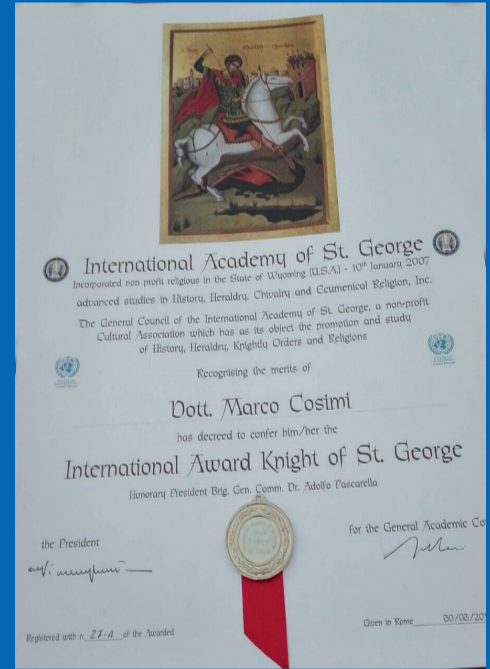 International Academy of St. George
Incorporated non profit religious in the State of Wyoming [U.S.A.] - 10th January 2007
advanced studies in History, Heraldry, Chivalry and Ecumenical Religion, Inc.
The General Council of the International Academy of St. George, a non-profit
Cultural Association which has as its object the promotion and study
of History, Heraldry, Knightly Orders and Religions
Recognising the merits of
Dott. Marco Cosimi
has decreed to confer him/her the
International Award Knight of St. George
Honorary President Brig. Gen. Comm. Dr. Adolfo Pascarella
the President
for the General Academic Co
Registered with n. 27-A of the Awarded
Given in Rome 30/08/20